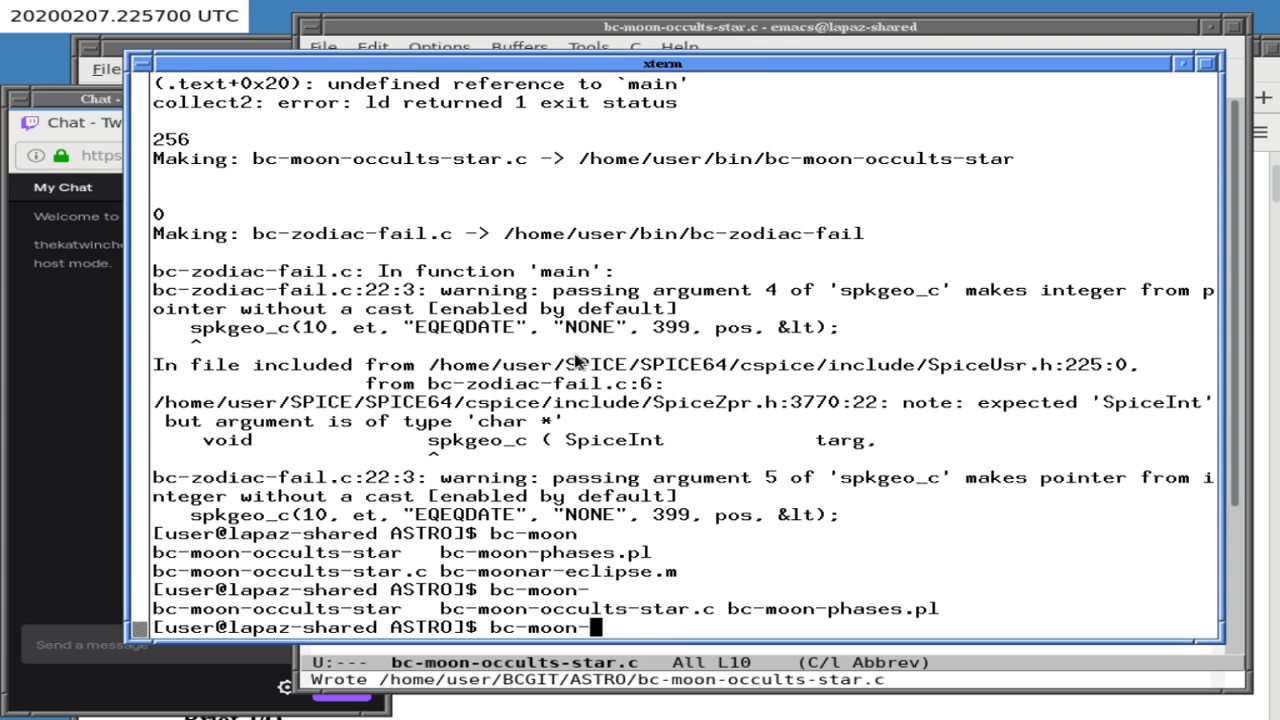 20200207.225700 UTC
bc-moon-occults-star.c - emacs@lapaz-shared
File Edit Options Buffers Tools C Help
File
xterm
Chat -
Chat - Tw
https
My Chat
Welcome to
thekatwinche
host mode.
Send a message
(.text+0x20): undefined reference to `main'
collect2: error: ld returned 1 exit status
256
Making: bc-moon-occults-star.c -> /home/user/bin/bc-moon-occults-star
0
Making: bc-zodiac-fail.c -> /home/user/bin/bc-zodiac-fail
bc-zodiac-fail.c: In function 'main':
bc-zodiac-fail.c:22:3: warning: passing argument 4 of 'spkgeo_c' makes integer from p
ointer without a cast [enabled by default]
spkgeo_c(10, et, "EQEQDATE", "NONE", 399, pos, &lt);
^
In file included from /home/user/SPICE/SPICE64/cspice/include/SpiceUsr.h:225:0,
from bc-zodiac-fail.c:6:
/home/user/SPICE/SPICE64/cspice/include/SpiceZpr.h:3770:22: note: expected 'SpiceInt'
but argument is of type 'char *'
void spkgeo_c ( SpiceInt targ,
^
bc-zodiac-fail.c:22:3: warning: passing argument 5 of 'spkgeo_c' makes pointer from i
nteger without a cast [enabled by default]
spkgeo_c(10, et, "EQEQDATE", "NONE", 399, pos, &lt);
[user@lapaz-shared ASTRO]$ bc-moon
bc-moon-occults-star bc-moon-phases.pl
bc-moon-occults-star.c bc-moonar-eclipse.m
[user@lapaz-shared ASTRO]$ bc-moon-
bc-moon-occults-star bc-moon-occults-star.c bc-moon-phases.pl
[user@lapaz-shared ASTRO]$ bc-moon-
U:--- bc-moon-occults-star.c All L10 (C/l Abbrev)
Wrote /home/user/BCGIT/ASTRO/bc-moon-occults-star.c